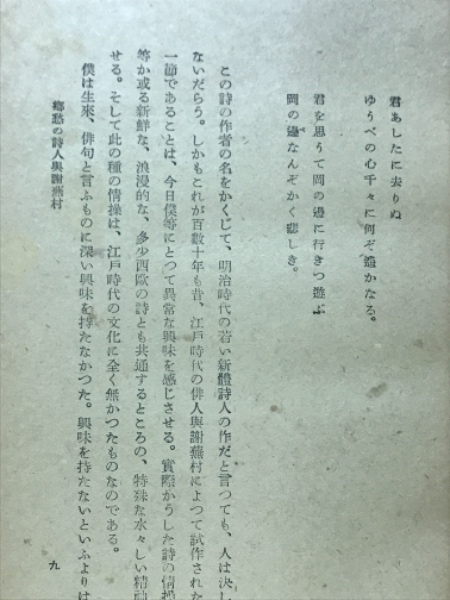 君あしたに去りぬ
ゆうべの心千々に何ぞ遙かなる。
君を思うて岡の邊に行きつ遊ぶ
岡の邊なんぞかく悲しき。
この詩の作者の名をかくして、明治時代の若い新體詩人の作だと言つても、人は決し
ないだらう。しかもこれが百數十年も昔、江戸時代の俳人與謝蕪村によつて試作された
一節であることは、今日僕等にとつて異常な興味を感じさせる。實際かうした詩の情操
等か或る新鮮な、浪漫的な、多少西歐の詩とも共通するところの、特殊な水々しい精神
せる。そして此の種の情操は、江戸時代の文化に全く無かつたものなのである。
僕は生來、俳句と言ふものに深い興味を持たなかつた。興味を持たないといふよりは
鄕愁の詩人與謝蕪村
九